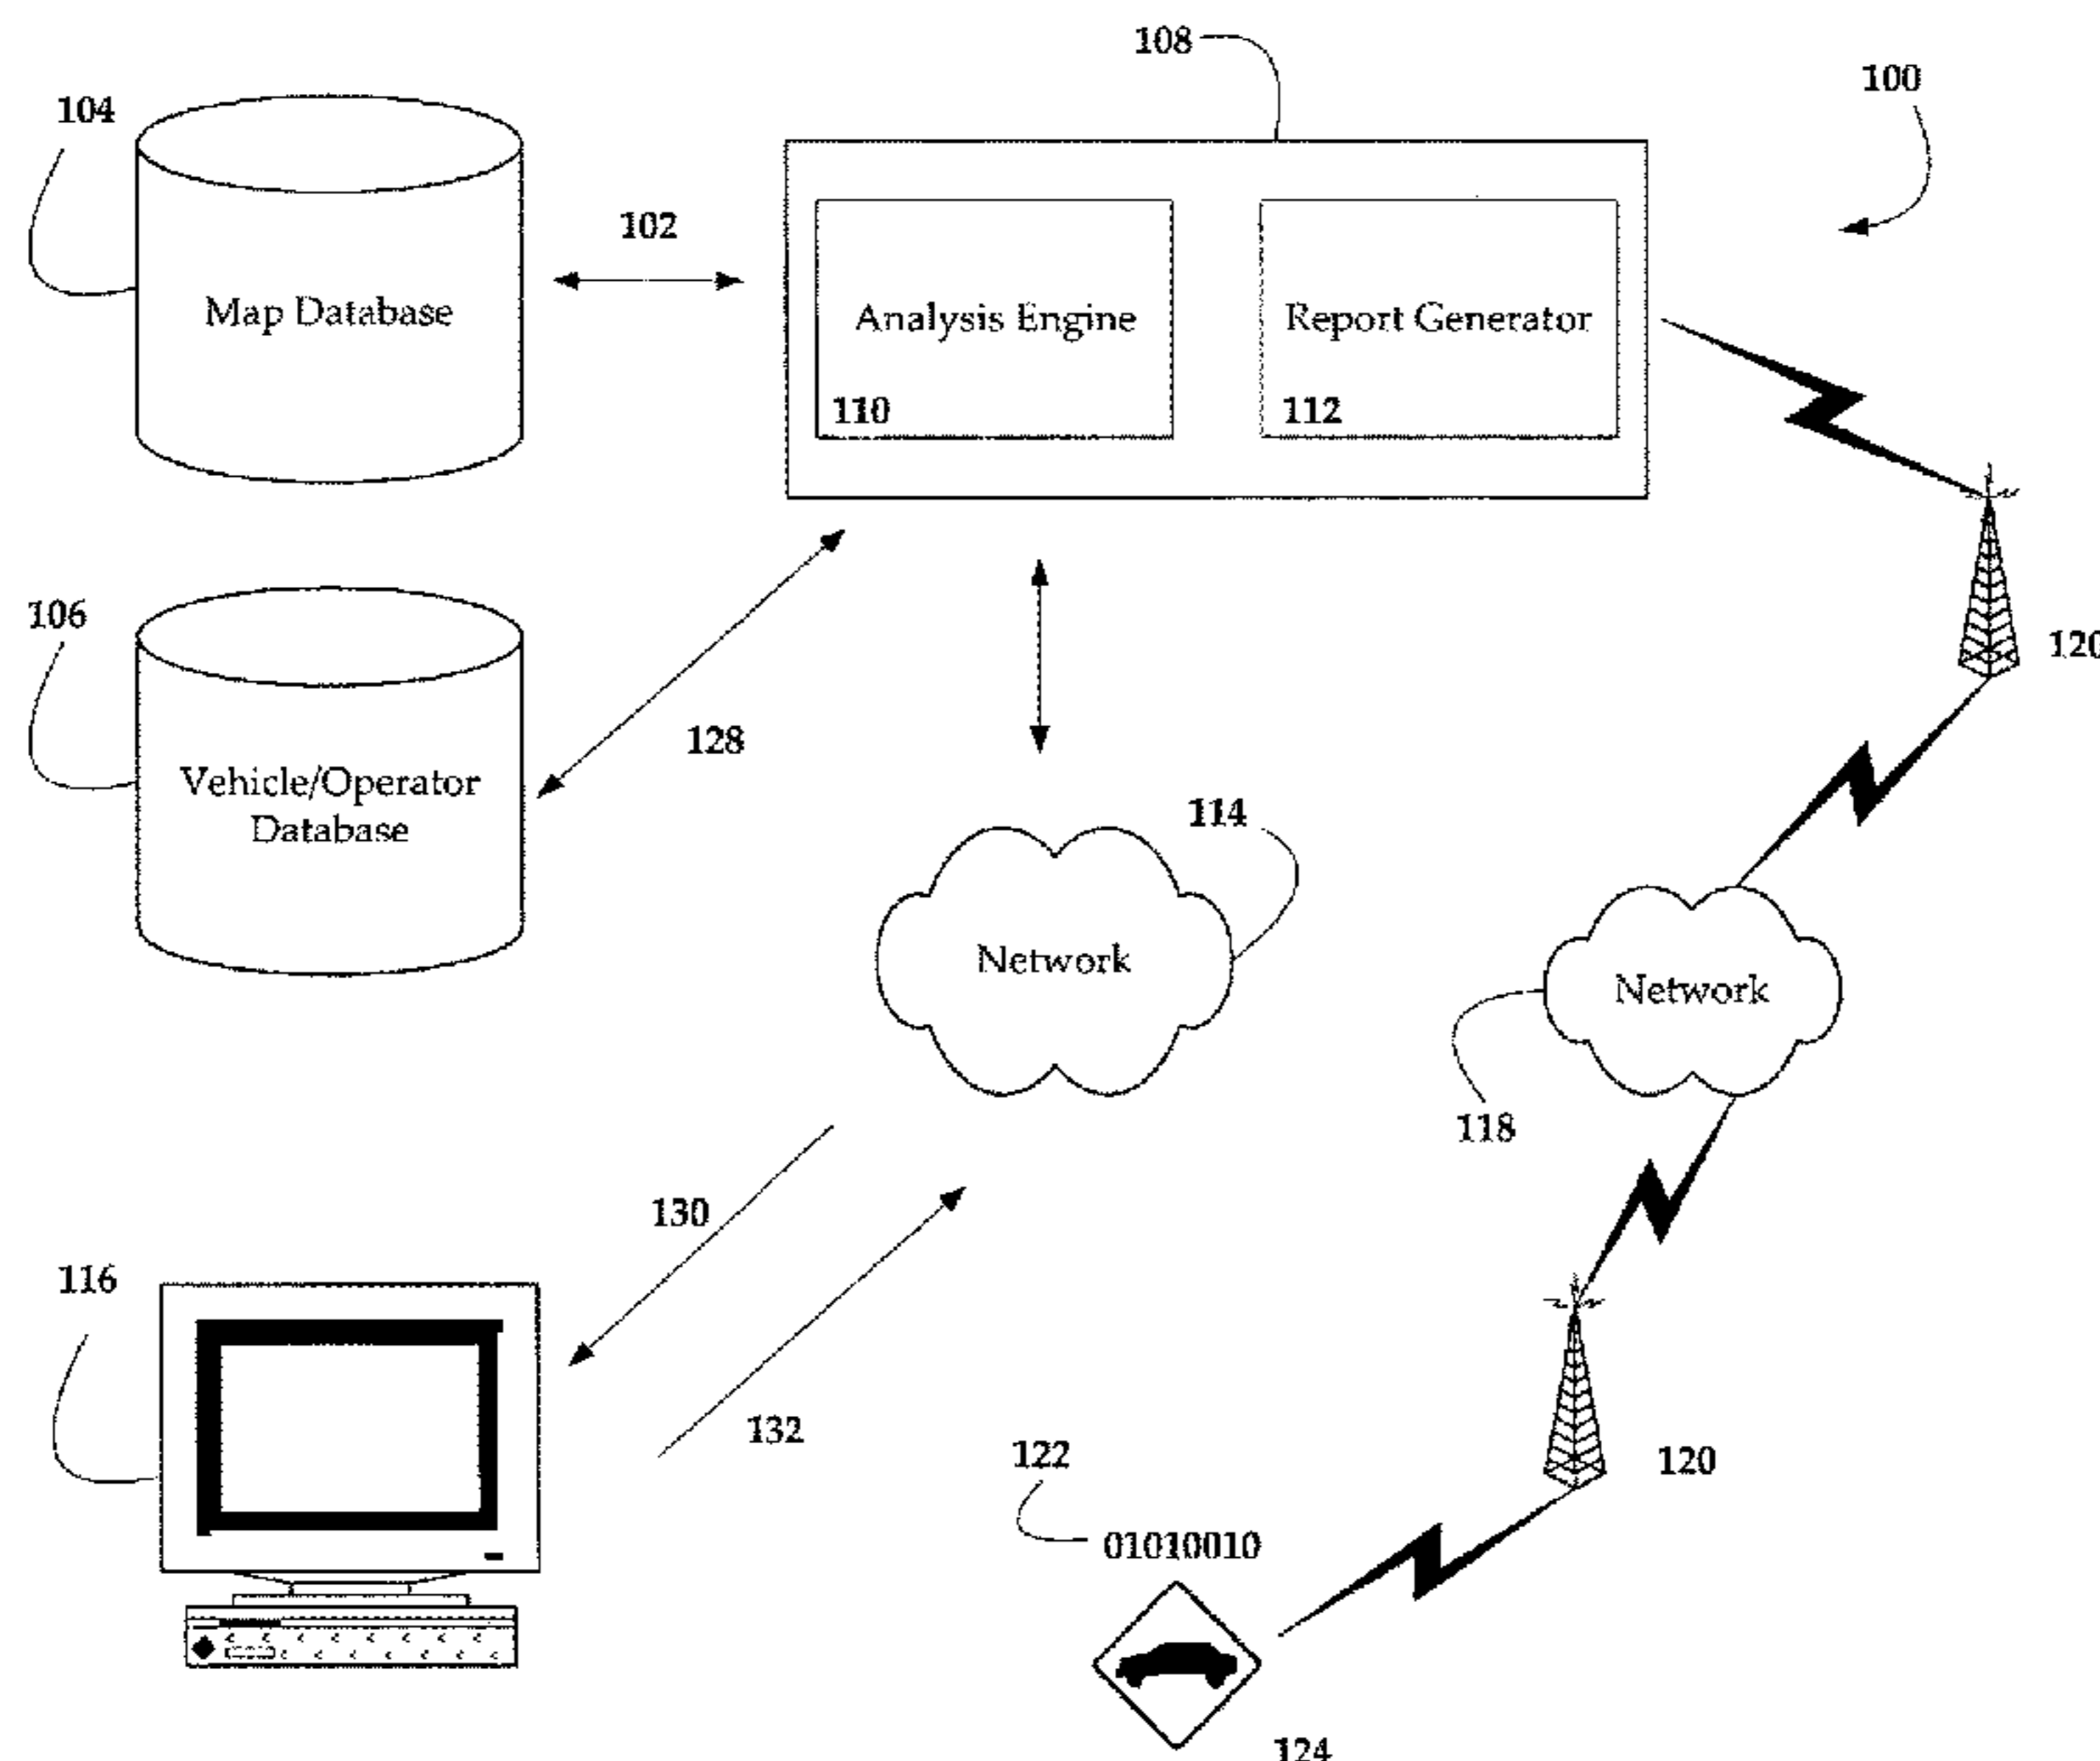 108
100
104
102
Map Database
Analysis Engine
Report Generator
110
112
106
120
128
Vehicle/Operator
Database
114
Network
Network
118
130
116
132
122
120
01010010
124